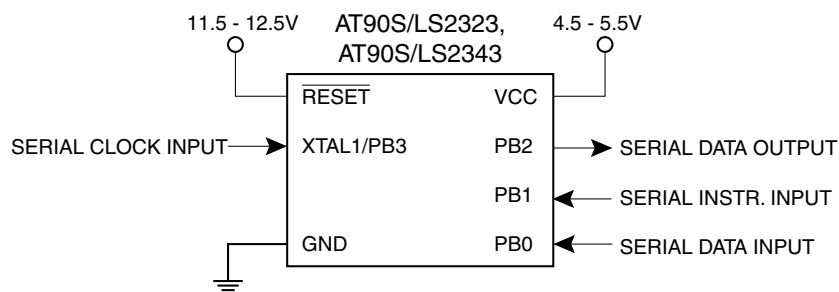 11.5 - 12.5V
AT90S/LS2323,
AT90S/LS2343
4.5 - 5.5V
RESET
VCC
SERIAL CLOCK INPUT
XTAL1/PB3
PB2
SERIAL DATA OUTPUT
PB1
SERIAL INSTR. INPUT
GND
PB0
SERIAL DATA INPUT